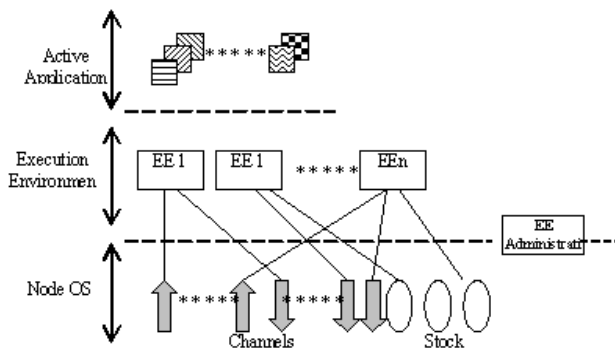 Active
Application
* * * * *
Execution
Environmen
EE 1
EE 1
* * * * *
EEn
EE
Administrati
Node OS
* * * * *
* * * * *
Channels
Stock